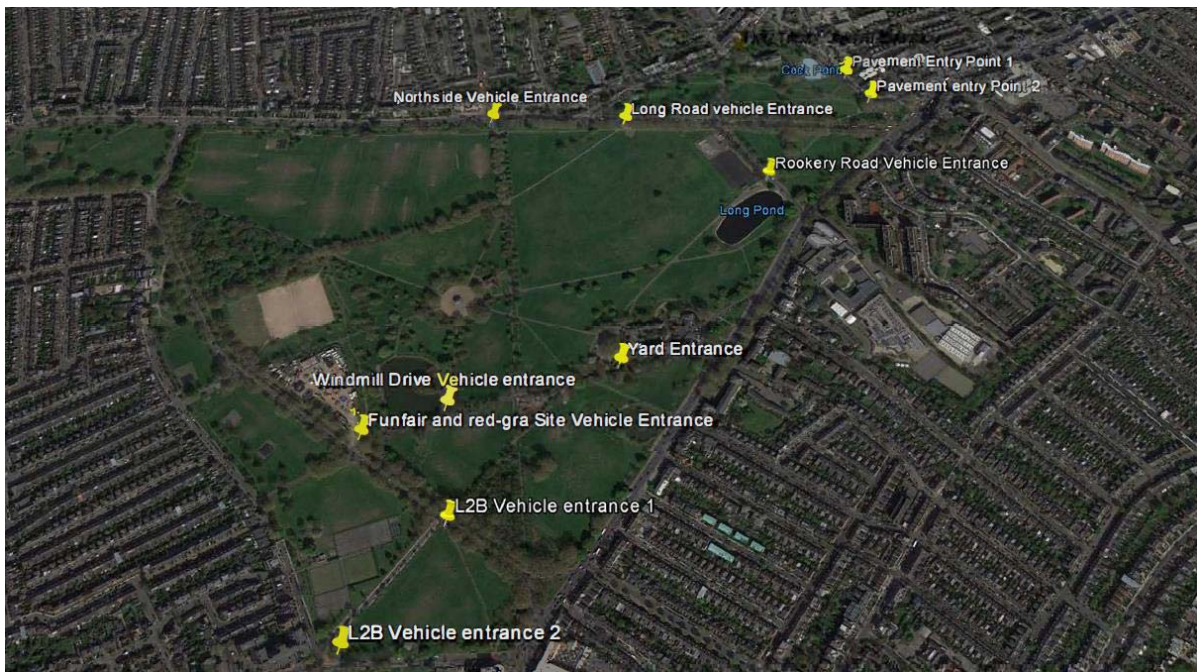 Cock Pond
Pavement Entry Point 1
Pavement entry Point 2
Northside Vehicle Entrance
Long Road vehicle Entrance
Rookery Road Vehicle Entrance
Long Pond
Yard Entrance
Windmill Drive Vehicle entrance
Funfair and red-gra Site Vehicle Entrance
L2B Vehicle entrance 1
L2B Vehicle entrance 2